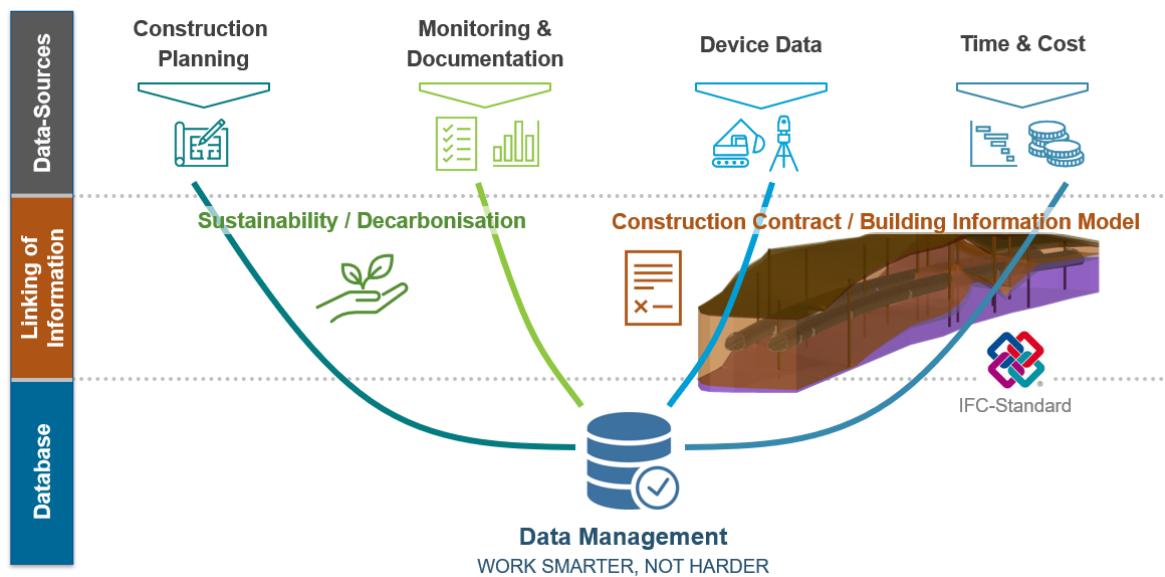 Data-Sources
Construction
Planning
Monitoring &
Documentation
Device Data
Time & Cost
Linking of
Information
Sustainability / Decarbonisation
Construction Contract / Building Information Model
®
IFC-Standard
Database
Data Management
WORK SMARTER, NOT HARDER